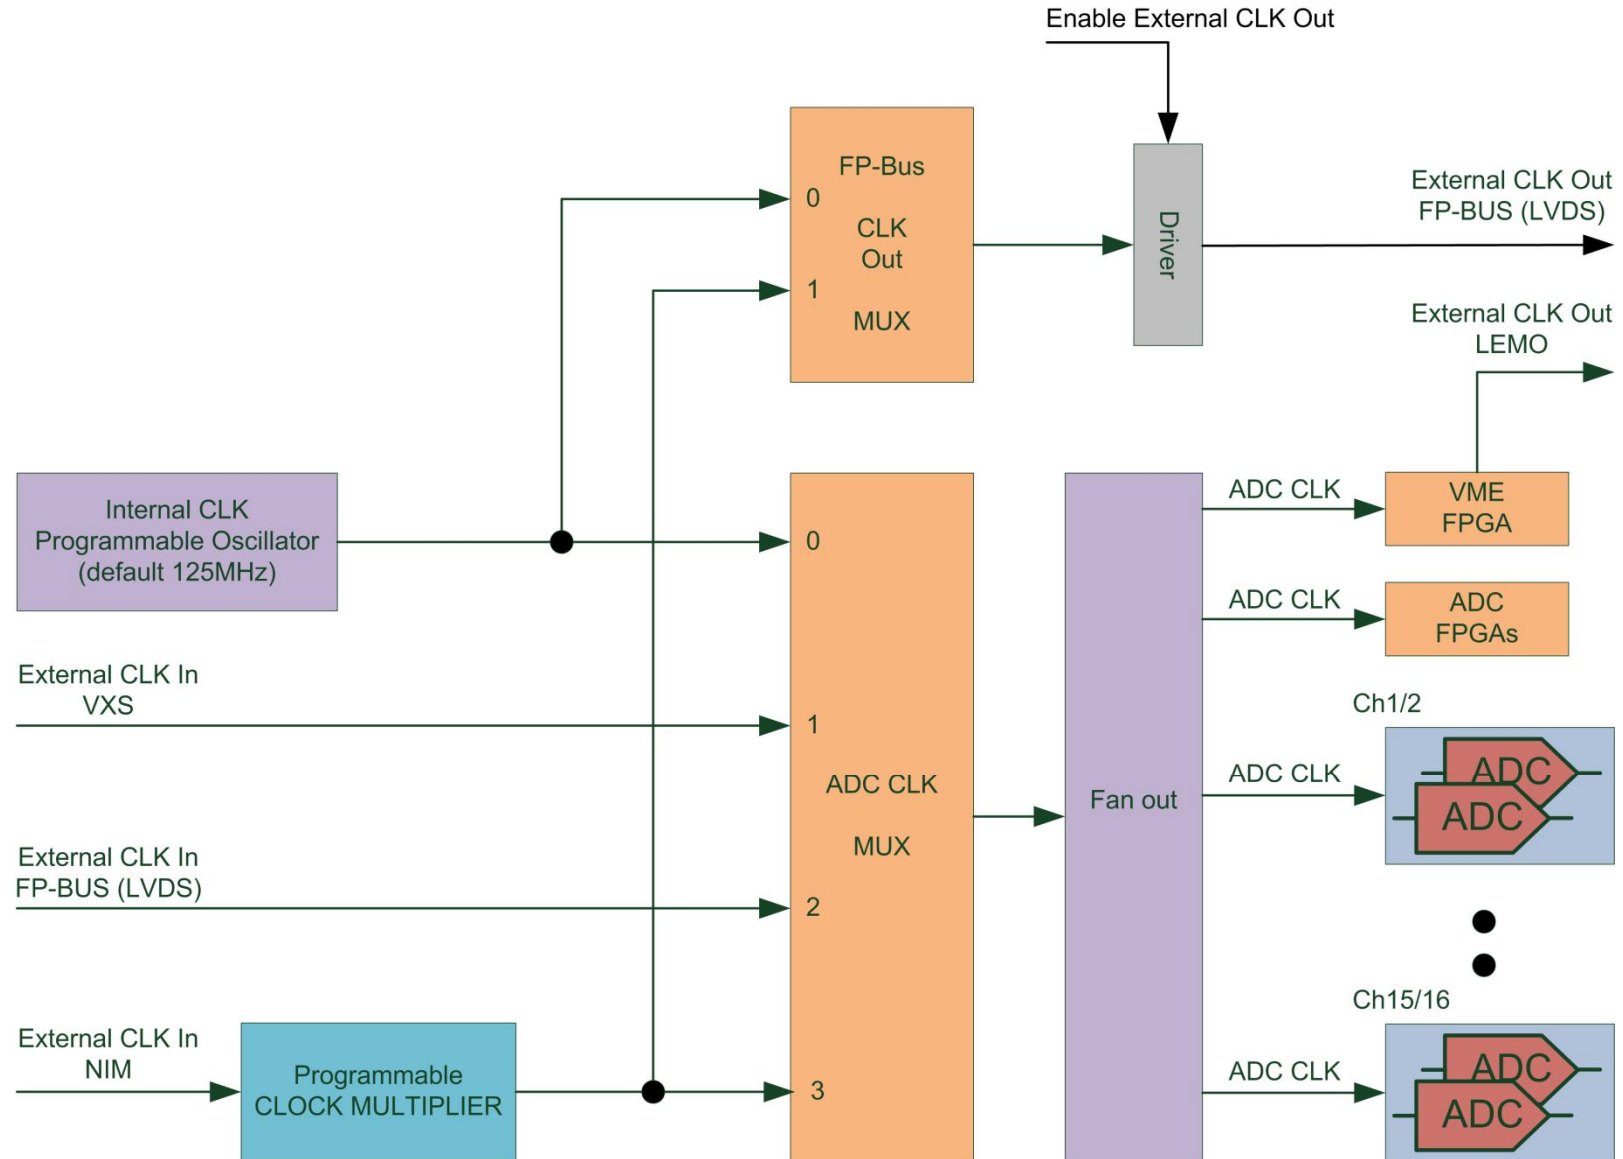 Enable External CLK Out
FP-Bus
0
CLK
Out
1
MUX
Driver
External CLK Out
FP-BUS (LVDS)
External CLK Out
LEMO
Internal CLK
Programmable Oscillator
(default 125MHz)
External CLK In
VXS
External CLK In
FP-BUS (LVDS)
External CLK In
NIM
Programmable
CLOCK MULTIPLIER
0
1
ADC CLK
MUX
2
3
Fan out
ADC CLK
VME
FPGA
ADC CLK
ADC
FPGAs
Ch1/2
ADC CLK
ADC
ADC
Ch15/16
ADC CLK
ADC
ADC